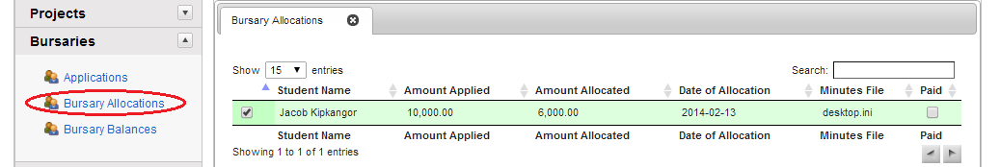 Projects
Bursaries
Applications
Bursary Allocations
Bursary Balances
Bursary Allocations
Show 15 entries Search:
Student Name Amount Applied Amount Allocated Date of Allocation Minutes File Paid
Jacob Kipkangor 10,000.00 6,000.00 2014-02-13 desktop.ini
Student Name Amount Applied Amount Allocated Date of Allocation Minutes File Paid
Showing 1 to 1 of 1 entries